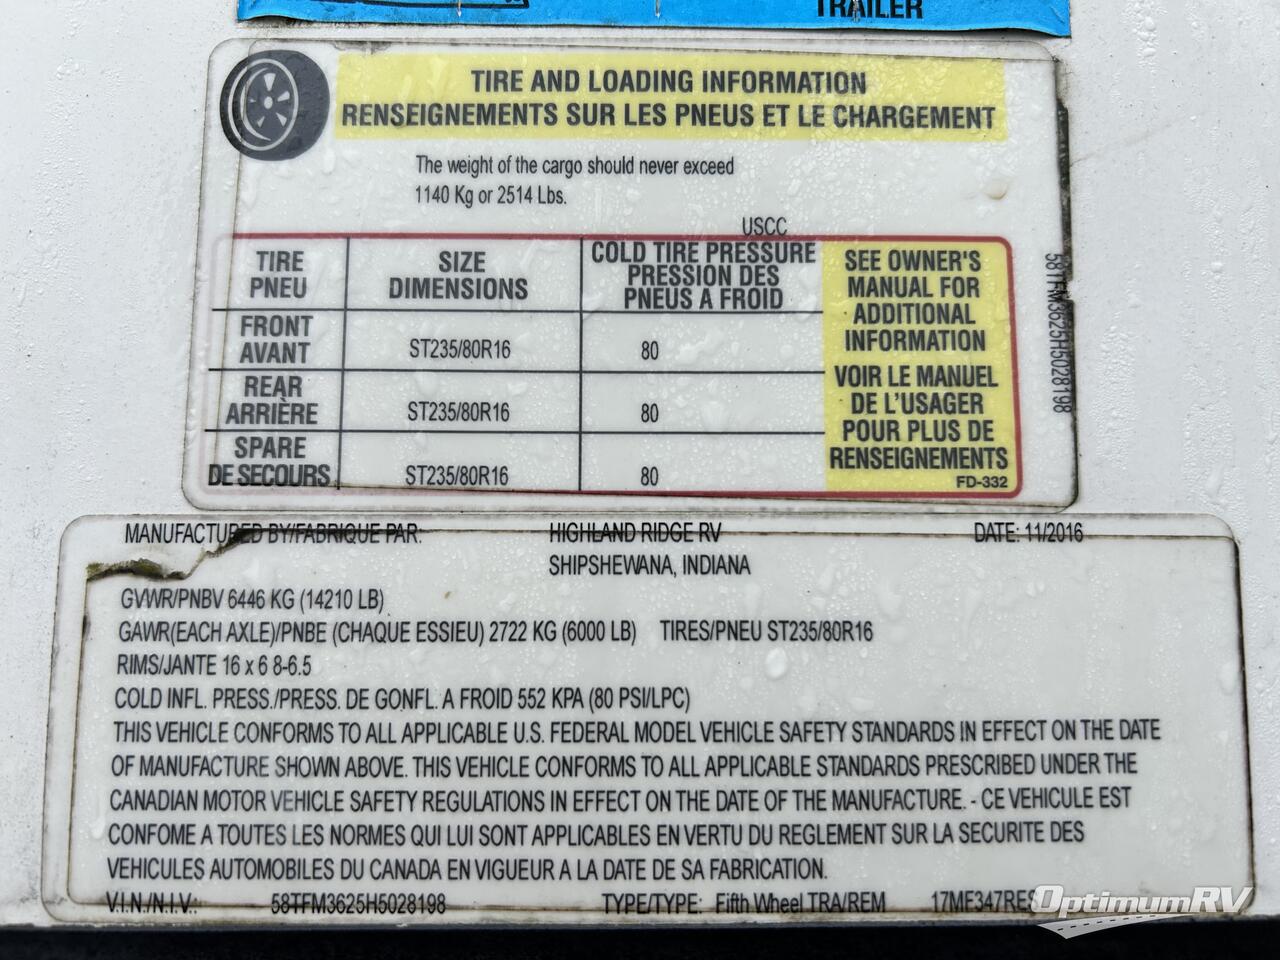 TRAILER
TIRE AND LOADING INFORMATION
RENSEIGNEMENTS SUR LES PNEUS ET LE CHARGEMENT
The weight of the cargo should never exceed
1140 Kg or 2514 Lbs.
USCC
TIRE
PNEU
SIZE
DIMENSIONS
COLD TIRE PRESSURE
PRESSION DES
PNEUS A FROID
FRONT
AVANT
ST235/80R16
80
REAR
ARRIÈRE
ST235/80R16
80
SPARE
DE SECOURS
ST235/80R16
80
SEE OWNER'S
MANUAL FOR
ADDITIONAL
INFORMATION
VOIR LE MANUEL
DE L'USAGER
POUR PLUS DE
RENSEIGNEMENTS
FD-332
58TFM3625H5028198
MANUFACTURED BY/FABRIQUE PAR: HIGHLAND RIDGE RV DATE: 11/2016
SHIPSHEWANA, INDIANA
GVWR/PNBV 6446 KG (14210 LB)
GAWR(EACH AXLE)/PNBE (CHAQUE ESSIEU) 2722 KG (6000 LB) TIRES/PNEU ST235/80R16
RIMS/JANTE 16 x 6 8-6.5
COLD INFL. PRESS./PRESS. DE GONFL. A FROID 552 KPA (80 PSI/LPC)
THIS VEHICLE CONFORMS TO ALL APPLICABLE U.S. FEDERAL MODEL VEHICLE SAFETY STANDARDS IN EFFECT ON THE DATE
OF MANUFACTURE SHOWN ABOVE. THIS VEHICLE CONFORMS TO ALL APPLICABLE STANDARDS PRESCRIBED UNDER THE
CANADIAN MOTOR VEHICLE SAFETY REGULATIONS IN EFFECT ON THE DATE OF THE MANUFACTURE. - CE VEHICULE EST
CONFOME A TOUTES LES NORMES QUI LUI SONT APPLICABLES EN VERTU DU REGLEMENT SUR LA SECURITE DES
VEHICULES AUTOMOBILES DU CANADA EN VIGUEUR A LA DATE DE SA FABRICATION.
V.I.N./N.I.V.: 58TFM3625H5028198 TYPE/TYPE: Fifth Wheel TRA/REM 17MF347RES
OptimumRV